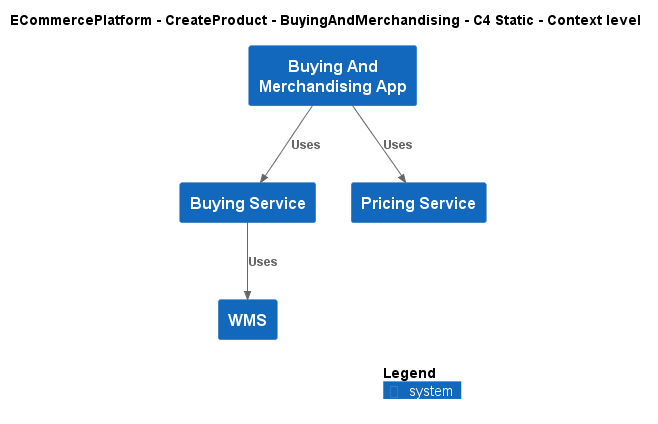 ECommercePlatform - CreateProduct - BuyingAndMerchandising - C4 Static - Context level
Buying And
Merchandising App
Uses
Uses
Buying Service
Pricing Service
Uses
WMS
Legend
system